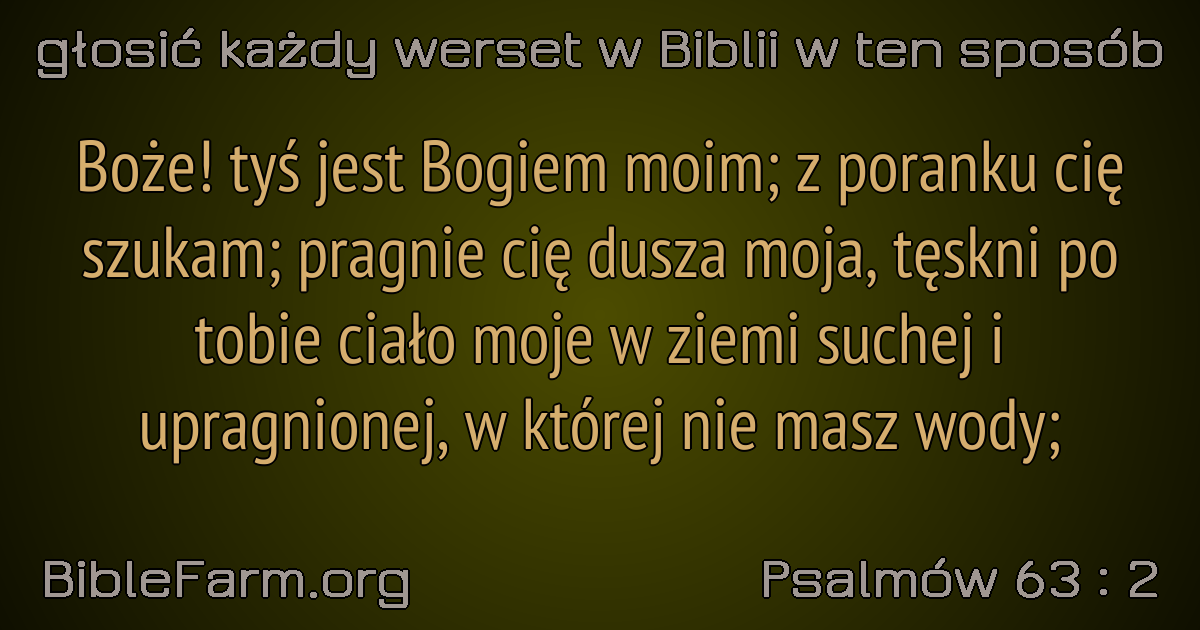 głosić każdy werset w Biblii w ten sposób
Boże! tyś jest Bogiem moim; z poranku cię
szukam; pragnie cię dusza moja, tęskni po
tobie ciało moje w ziemi suchej i
upragnionej, w której nie masz wody;
BibleFarm.org
Psalmów 63 : 2